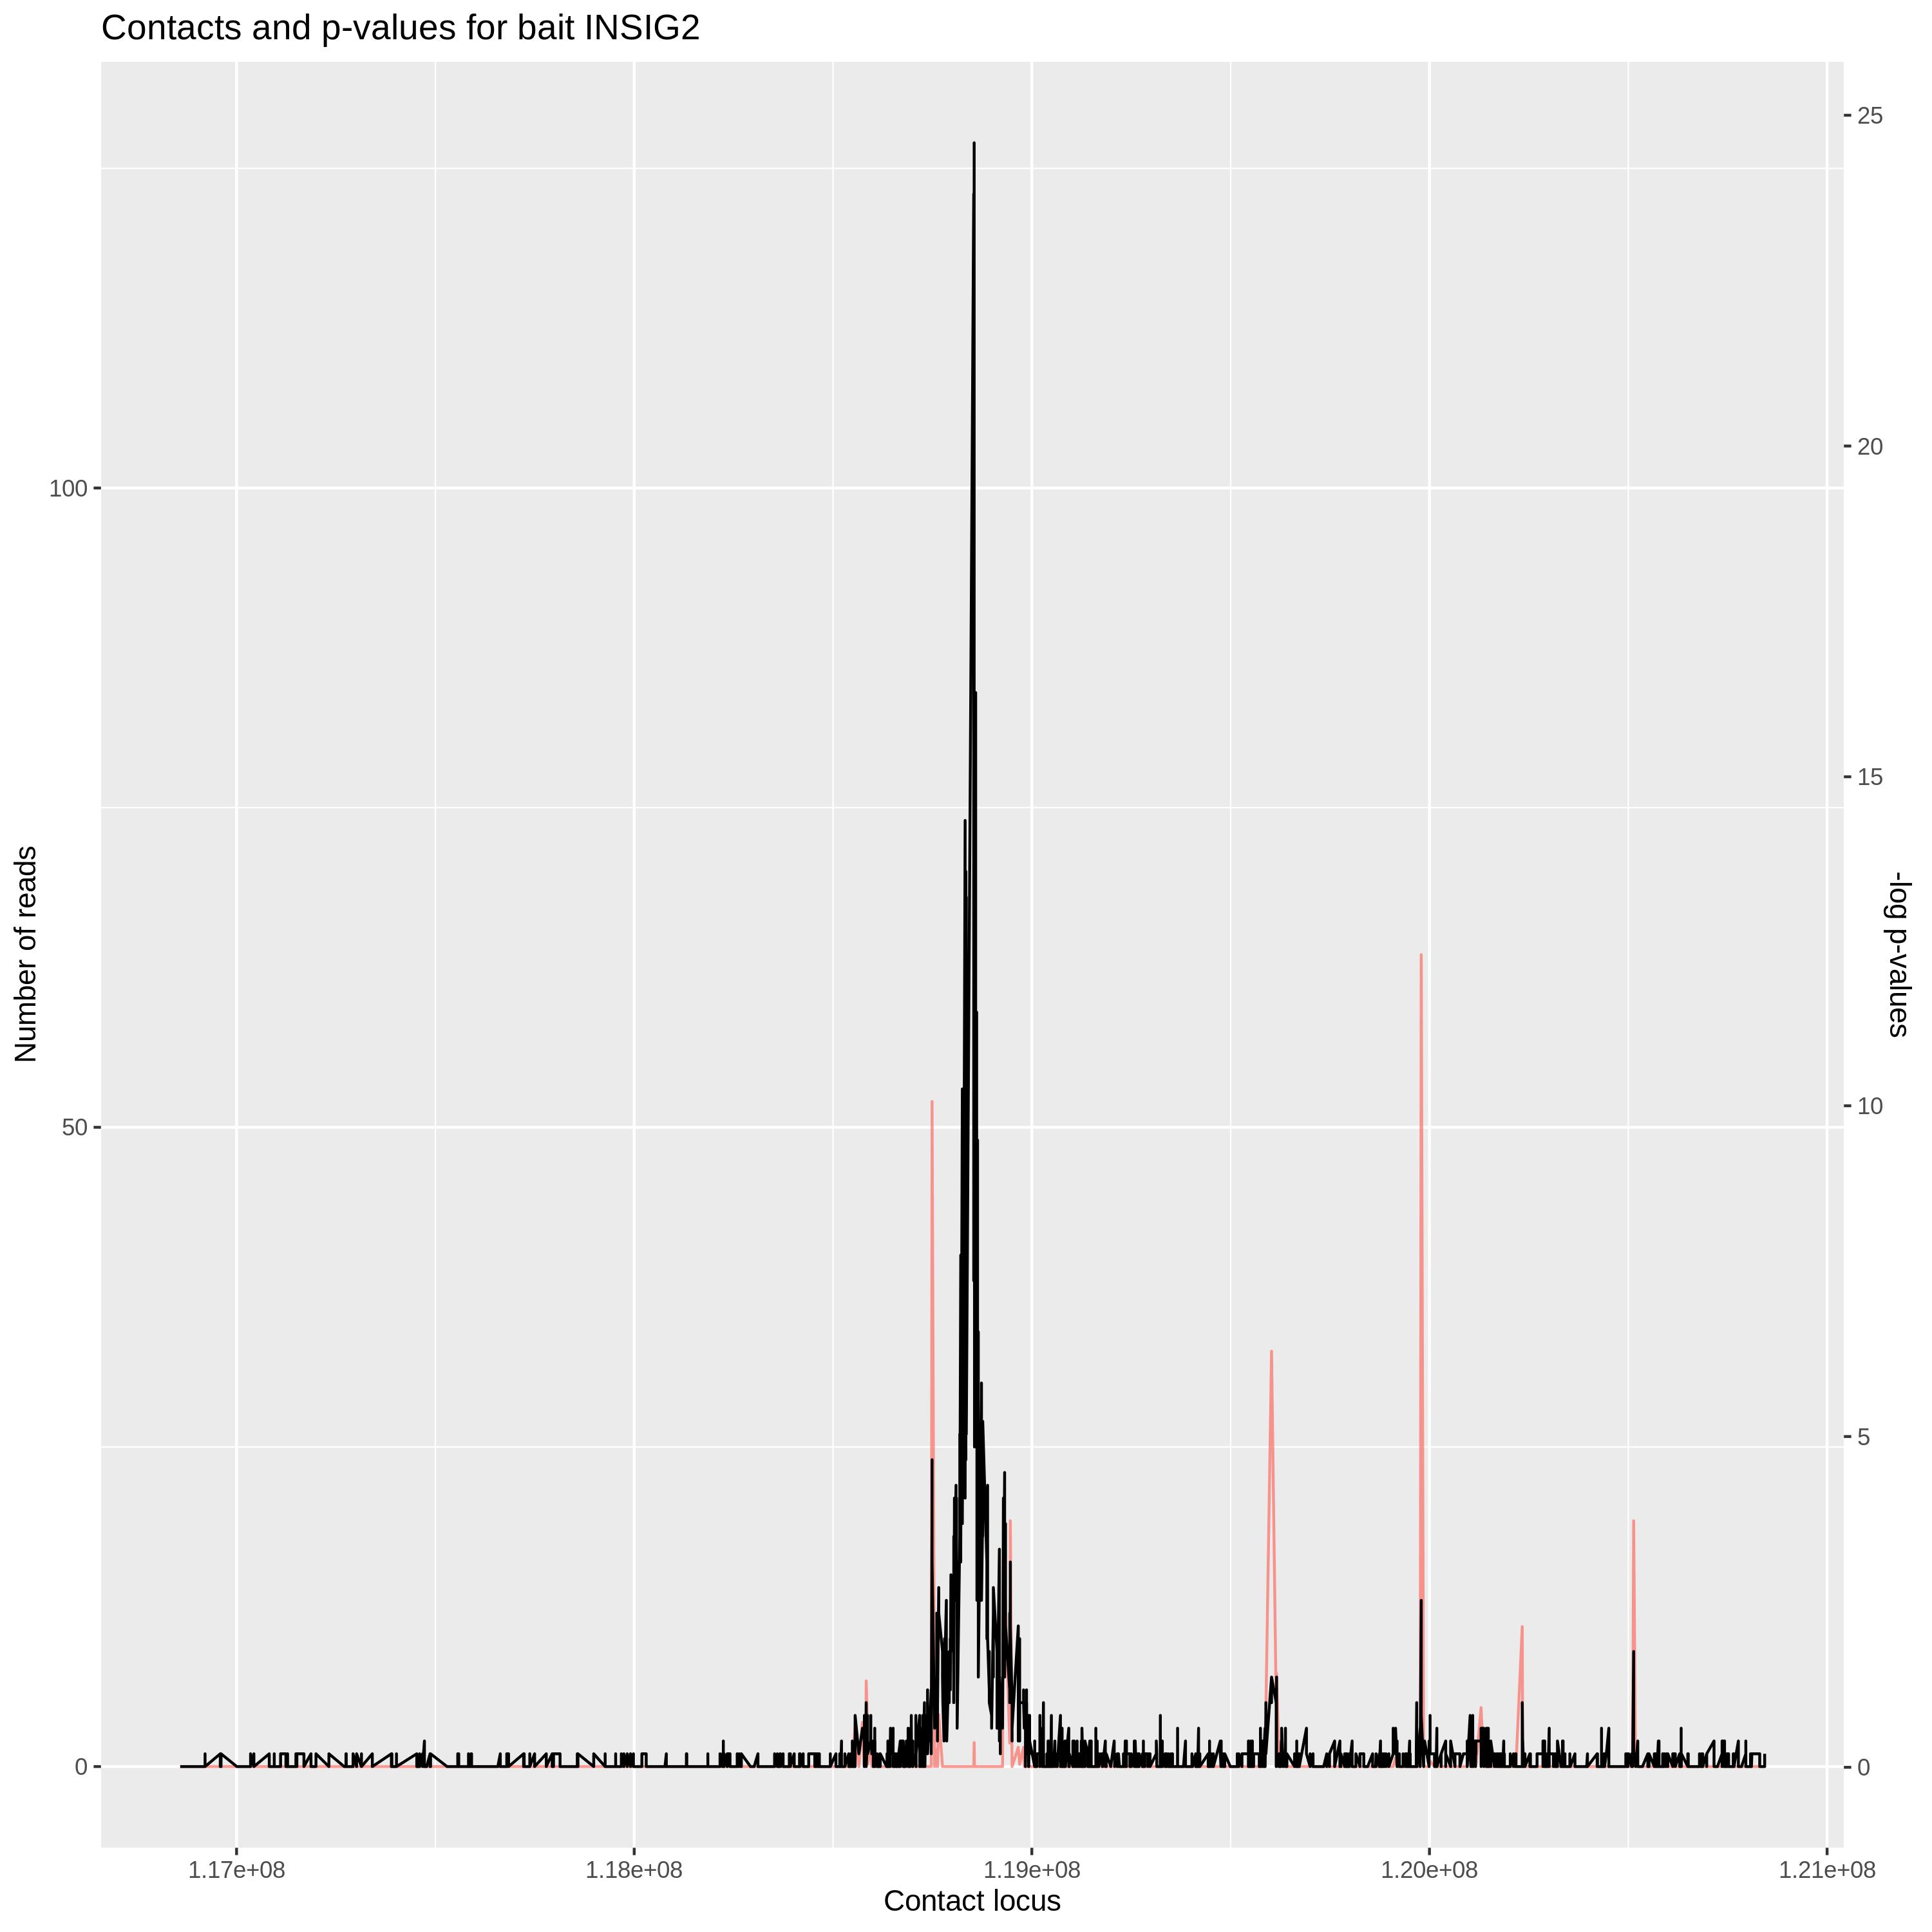 Contacts and p-values for bait INSIG2
Number of reads
100
50
0
25
20
15
10
5
0
-log p-values
1.17e+08
1.18e+08
1.19e+08
1.20e+08
1.21e+08
Contact locus